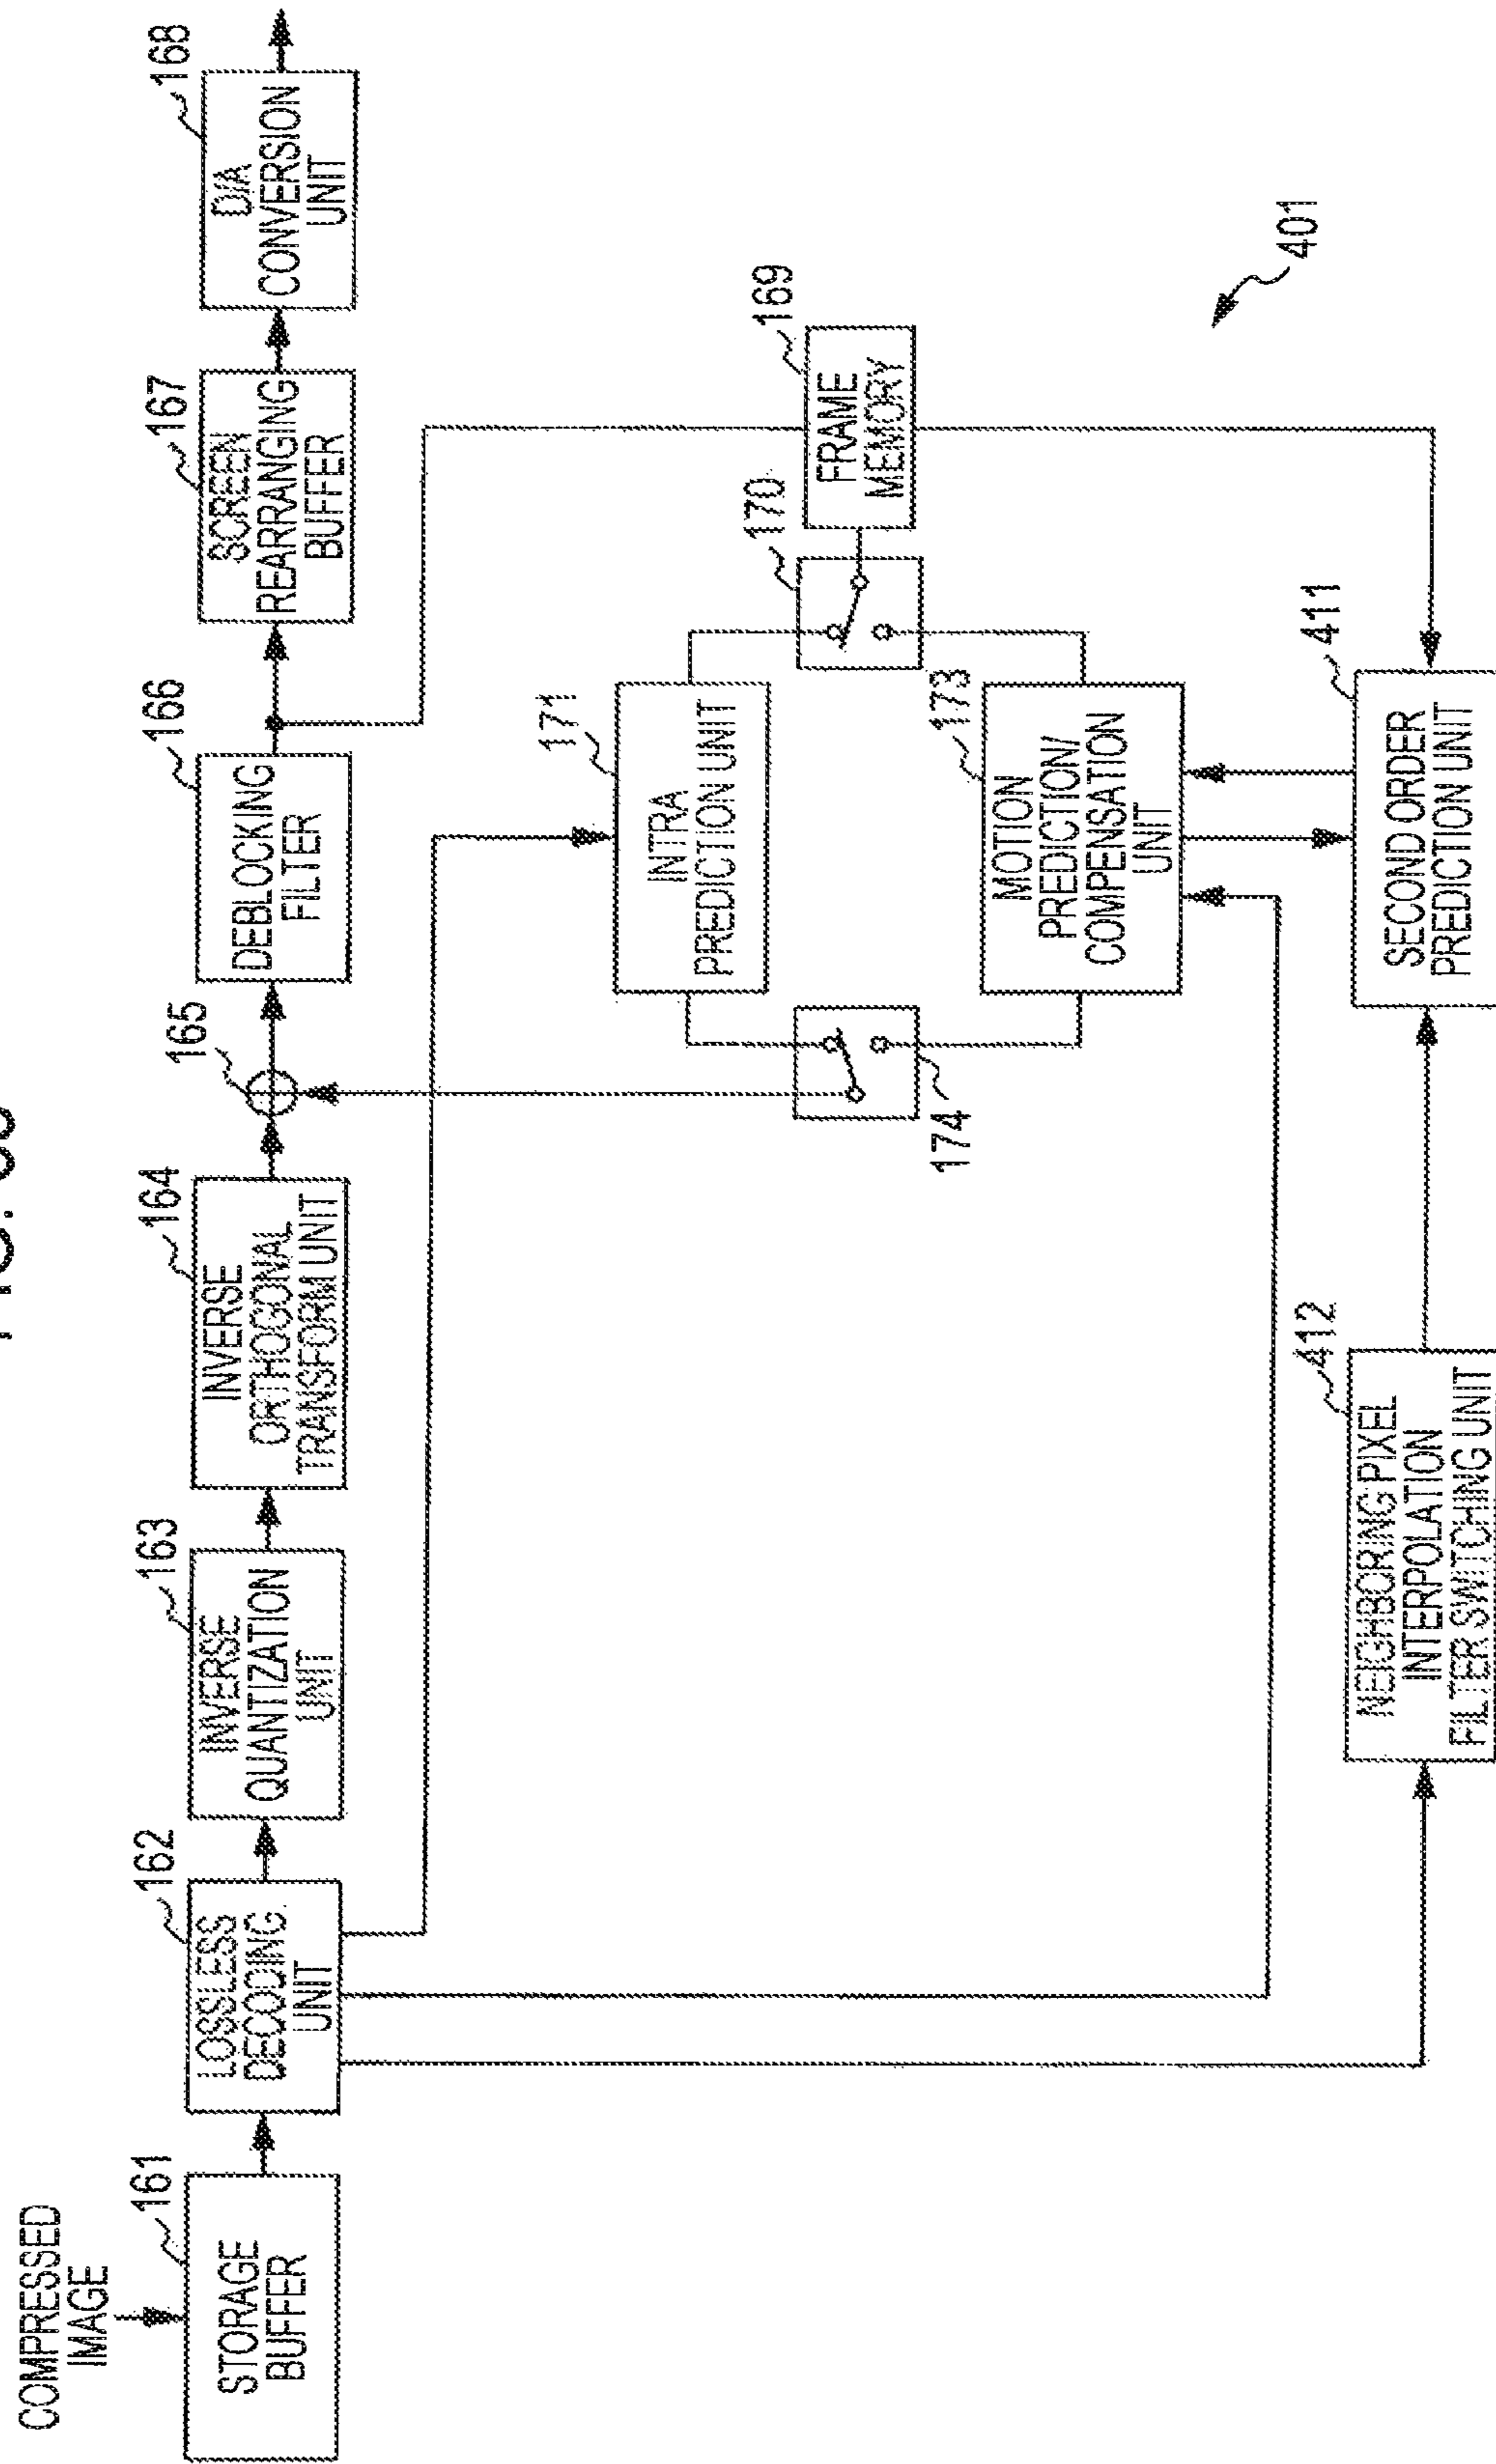 COMPRESSED
IMAGE
161
STORAGE
BUFFER
162
LOSSLESS
DECODING
UNIT
163
INVERSE
QUANTIZATION
UNIT
164
INVERSE
ORTHOGONAL
TRANSFORM UNIT
165
166
DEBLOCKING
FILTER
167
SCREEN
REARRANGING
BUFFER
168
D/A
CONVERSION
UNIT
171
INTRA
PREDICTION UNIT
170
169
FRAME
MEMORY
174
173
MOTION
PREDICTION/
COMPENSATION
UNIT
401
412
NEIGHBORING PIXEL
INTERPOLATION
FILTER SWITCHING UNIT
411
SECOND ORDER
PREDICTION UNIT